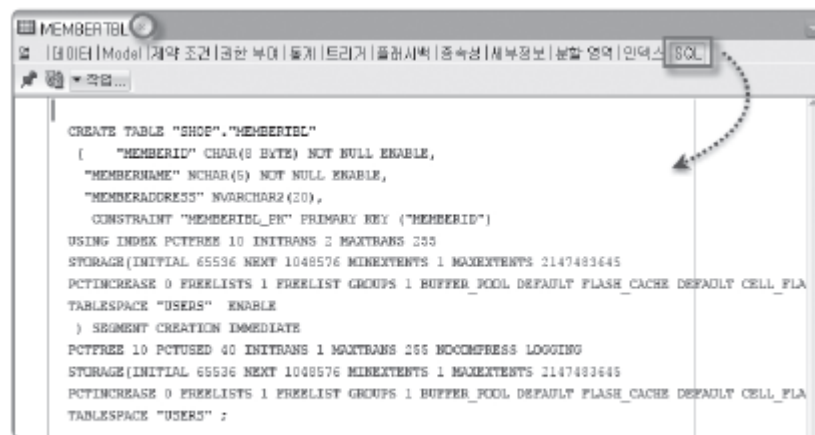 MEMBERTBL
열 |데이터|Model|제약 조건|권한 부여|통계|트리거|플래시백|종속성|세부정보|분할 영역|인덱스|SQL
작업...
CREATE TABLE "SHOP"."MEMBERTBL"
( "MEMBERID" CHAR(8 BYTE) NOT NULL ENABLE,
"MEMBERNAME" NCHAR(5) NOT NULL ENABLE,
"MEMBERADDRESS" NVARCHAR2(20),
CONSTRAINT "MEMBERTBL_PK" PRIMARY KEY ("MEMBERID")
USING INDEX PCTFREE 10 INITRANS 2 MAXTRANS 255
STORAGE(INITIAL 65536 NEXT 1048576 MINEXTENTS 1 MAXEXTENTS 2147483645
PCTINCREASE 0 FREELISTS 1 FREELIST GROUPS 1 BUFFER_POOL DEFAULT FLASH_CACHE DEFAULT CELL_FLA
TABLESPACE "USERS" ENABLE
) SEGMENT CREATION IMMEDIATE
PCTFREE 10 PCTUSED 40 INITRANS 1 MAXTRANS 255 NOCOMPRESS LOGGING
STORAGE(INITIAL 65536 NEXT 1048576 MINEXTENTS 1 MAXEXTENTS 2147483645
PCTINCREASE 0 FREELISTS 1 FREELIST GROUPS 1 BUFFER_POOL DEFAULT FLASH_CACHE DEFAULT CELL_FLA
TABLESPACE "USERS" ;